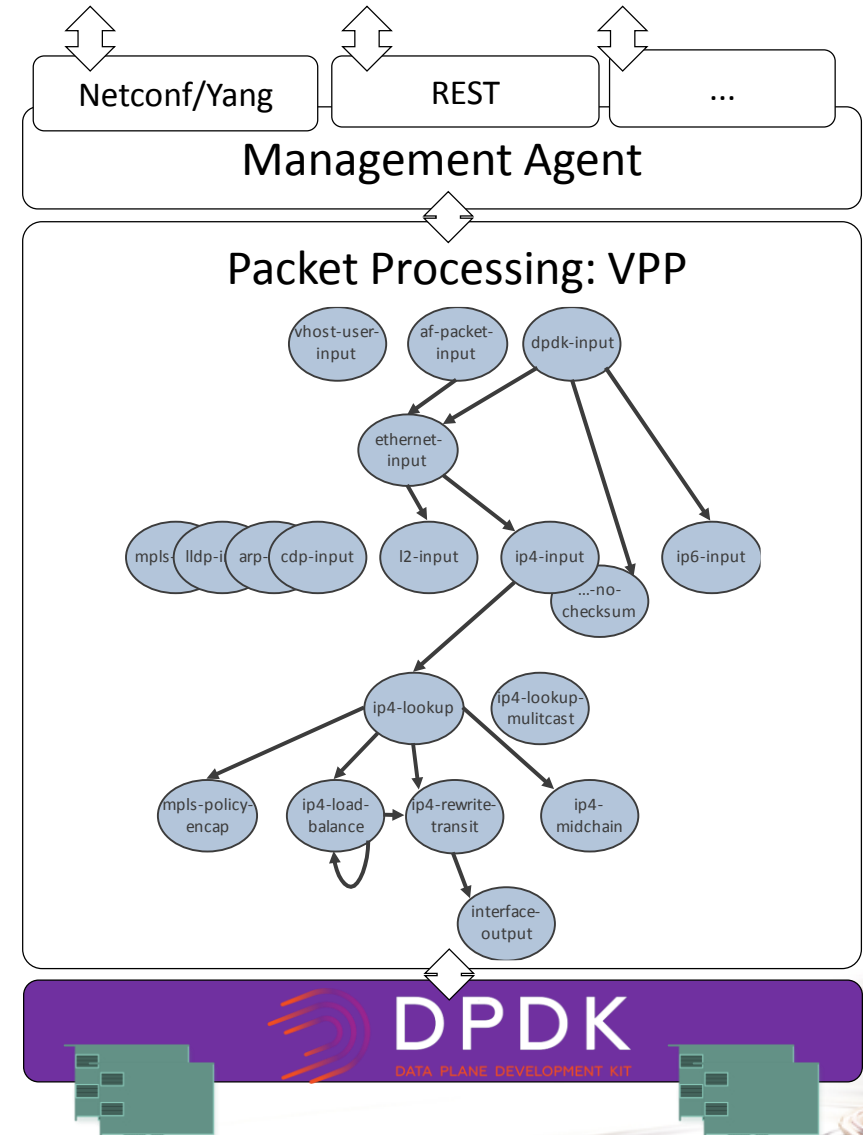 Netconf/Yang
REST
...
Management Agent
Packet Processing: VPP
vhost-user-
input
af-packet-
input
dpdk-input
ethernet-
input
mpls-
lldp-i
arp-
cdp-input
l2-input
ip4-input
...-no-
checksum
ip6-input
ip4-lookup
ip4-lookup-
mulitcast
mpls-policy-
encap
ip4-load-
balance
ip4-rewrite-
transit
ip4-
midchain
interface-
output
DPDK
DATA PLANE DEVELOPMENT KIT